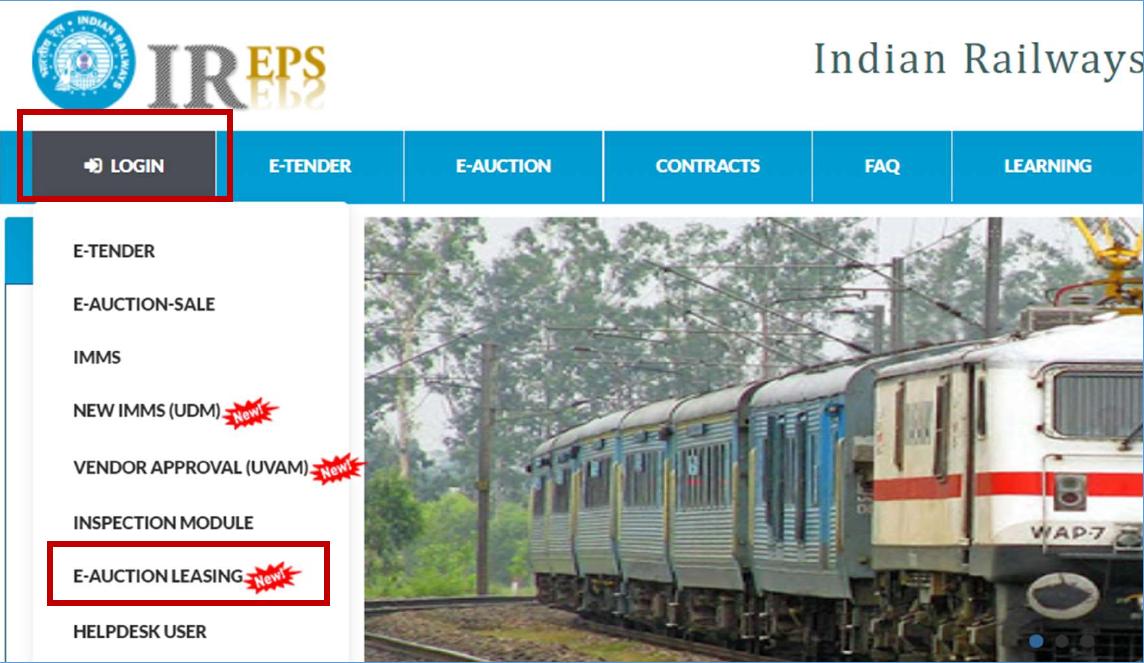 INDIAN RAILWAYS
भारतीय रेल
IREPS
Indian Railways
LOGIN
E-TENDER
E-AUCTION
CONTRACTS
FAQ
LEARNING
E-TENDER
E-AUCTION-SALE
IMMS
NEW IMMS (UDM) New!
VENDOR APPROVAL (UVAM) New!
INSPECTION MODULE
E-AUCTION LEASING New!
HELPDESK USER
WAP-7